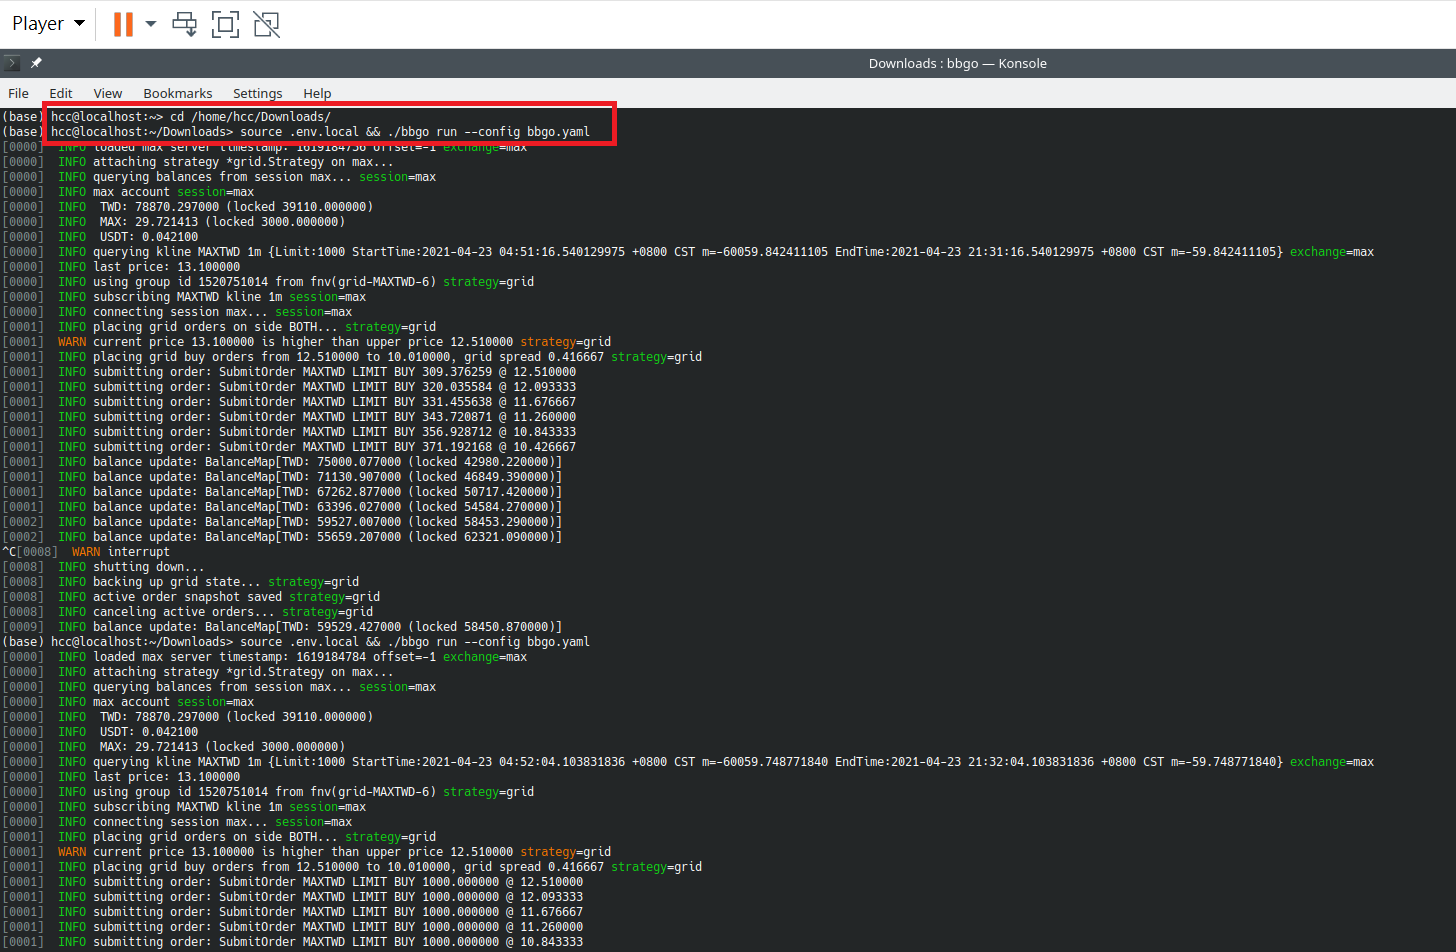 Player
Downloads : bbgo — Konsole
File Edit View Bookmarks Settings Help
(base) hcc@localhost:~> cd /home/hcc/Downloads/
(base) hcc@localhost:~/Downloads> source .env.local && ./bbgo run --config bbgo.yaml
[0000]  INFO loaded max server timestamp: 1619184736 offset=-1 exchange=max
[0000]  INFO attaching strategy *grid.Strategy on max...
[0000]  INFO querying balances from session max... session=max
[0000]  INFO max account session=max
[0000]  INFO  TWD: 78870.297000 (locked 39110.000000)
[0000]  INFO  MAX: 29.721413 (locked 3000.000000)
[0000]  INFO  USDT: 0.042100
[0000]  INFO querying kline MAXTWD 1m {Limit:1000 StartTime:2021-04-23 04:51:16.540129975 +0800 CST m=-60059.842411105 EndTime:2021-04-23 21:31:16.540129975 +0800 CST m=-59.842411105} exchange=max
[0000]  INFO last price: 13.100000
[0000]  INFO using group id 1520751014 from fnv(grid-MAXTWD-6) strategy=grid
[0000]  INFO subscribing MAXTWD kline 1m session=max
[0000]  INFO connecting session max... session=max
[0001]  INFO placing grid orders on side BOTH... strategy=grid
[0001]  WARN current price 13.100000 is higher than upper price 12.510000 strategy=grid
[0001]  INFO placing grid buy orders from 12.510000 to 10.010000, grid spread 0.416667 strategy=grid
[0001]  INFO submitting order: SubmitOrder MAXTWD LIMIT BUY 309.376259 @ 12.510000
[0001]  INFO submitting order: SubmitOrder MAXTWD LIMIT BUY 320.035584 @ 12.093333
[0001]  INFO submitting order: SubmitOrder MAXTWD LIMIT BUY 331.455638 @ 11.676667
[0001]  INFO submitting order: SubmitOrder MAXTWD LIMIT BUY 343.720871 @ 11.260000
[0001]  INFO submitting order: SubmitOrder MAXTWD LIMIT BUY 356.928712 @ 10.843333
[0001]  INFO submitting order: SubmitOrder MAXTWD LIMIT BUY 371.192168 @ 10.426667
[0001]  INFO balance update: BalanceMap[TWD: 75000.077000 (locked 42980.220000)]
[0001]  INFO balance update: BalanceMap[TWD: 71130.907000 (locked 46849.390000)]
[0001]  INFO balance update: BalanceMap[TWD: 67262.877000 (locked 50717.420000)]
[0001]  INFO balance update: BalanceMap[TWD: 63396.027000 (locked 54584.270000)]
[0002]  INFO balance update: BalanceMap[TWD: 59527.007000 (locked 58453.290000)]
[0002]  INFO balance update: BalanceMap[TWD: 55659.207000 (locked 62321.090000)]
^C[0008]  WARN interrupt
[0008]  INFO shutting down...
[0008]  INFO backing up grid state... strategy=grid
[0008]  INFO active order snapshot saved strategy=grid
[0008]  INFO canceling active orders... strategy=grid
[0009]  INFO balance update: BalanceMap[TWD: 59529.427000 (locked 58450.870000)]
(base) hcc@localhost:~/Downloads> source .env.local && ./bbgo run --config bbgo.yaml
[0000]  INFO loaded max server timestamp: 1619184784 offset=-1 exchange=max
[0000]  INFO attaching strategy *grid.Strategy on max...
[0000]  INFO querying balances from session max... session=max
[0000]  INFO max account session=max
[0000]  INFO  TWD: 78870.297000 (locked 39110.000000)
[0000]  INFO  USDT: 0.042100
[0000]  INFO  MAX: 29.721413 (locked 3000.000000)
[0000]  INFO querying kline MAXTWD 1m {Limit:1000 StartTime:2021-04-23 04:52:04.103831836 +0800 CST m=-60059.748771840 EndTime:2021-04-23 21:32:04.103831836 +0800 CST m=-59.748771840} exchange=max
[0000]  INFO last price: 13.100000
[0000]  INFO using group id 1520751014 from fnv(grid-MAXTWD-6) strategy=grid
[0000]  INFO subscribing MAXTWD kline 1m session=max
[0000]  INFO connecting session max... session=max
[0001]  INFO placing grid orders on side BOTH... strategy=grid
[0001]  WARN current price 13.100000 is higher than upper price 12.510000 strategy=grid
[0001]  INFO placing grid buy orders from 12.510000 to 10.010000, grid spread 0.416667 strategy=grid
[0001]  INFO submitting order: SubmitOrder MAXTWD LIMIT BUY 1000.000000 @ 12.510000
[0001]  INFO submitting order: SubmitOrder MAXTWD LIMIT BUY 1000.000000 @ 12.093333
[0001]  INFO submitting order: SubmitOrder MAXTWD LIMIT BUY 1000.000000 @ 11.676667
[0001]  INFO submitting order: SubmitOrder MAXTWD LIMIT BUY 1000.000000 @ 11.260000
[0001]  INFO submitting order: SubmitOrder MAXTWD LIMIT BUY 1000.000000 @ 10.843333